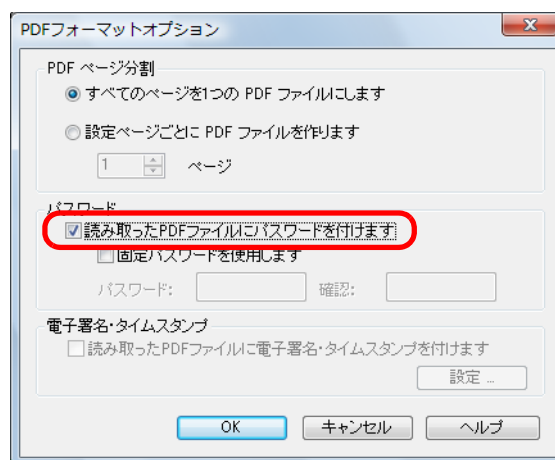 PDFフォーマットオプション
PDF ページ分割
すべてのページを1つの PDF ファイルにします
設定ページごとに PDF ファイルを作ります
1 ページ
パスワード
読み取ったPDFファイルにパスワードを付けます
固定パスワードを使用します
パスワード: 確認:
電子署名・タイムスタンプ
読み取ったPDFファイルに電子署名・タイムスタンプを付けます
設定 ...
OK キャンセル ヘルプ